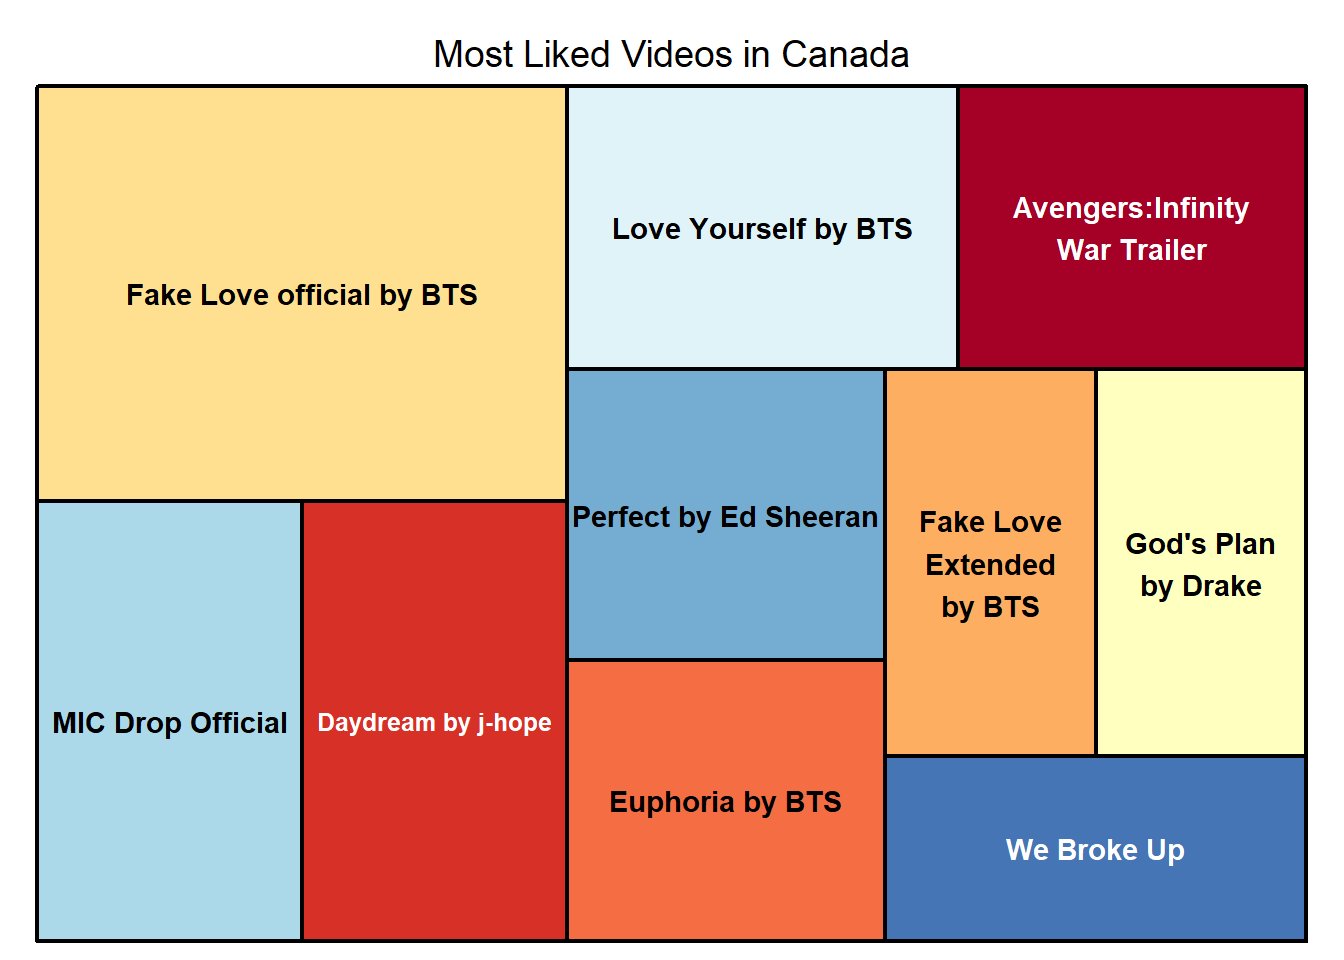 Most Liked Videos in Canada
Fake Love official by BTS
Love Yourself by BTS
Avengers:Infinity
War Trailer
Perfect by Ed Sheeran
Fake Love
Extended
by BTS
God's Plan
by Drake
MIC Drop Official
Daydream by j-hope
Euphoria by BTS
We Broke Up